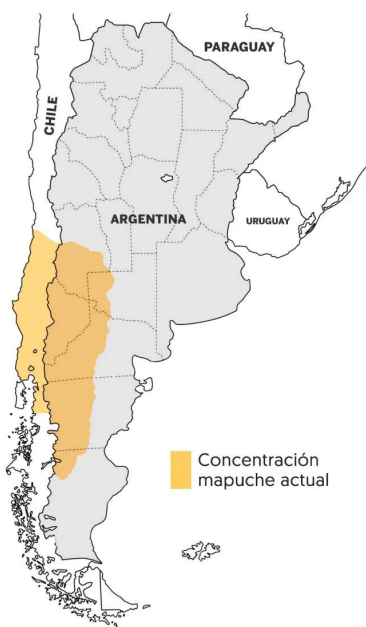 PARAGUAY
CHILE
ARGENTINA
URUGUAY
Concentración
mapuche actual